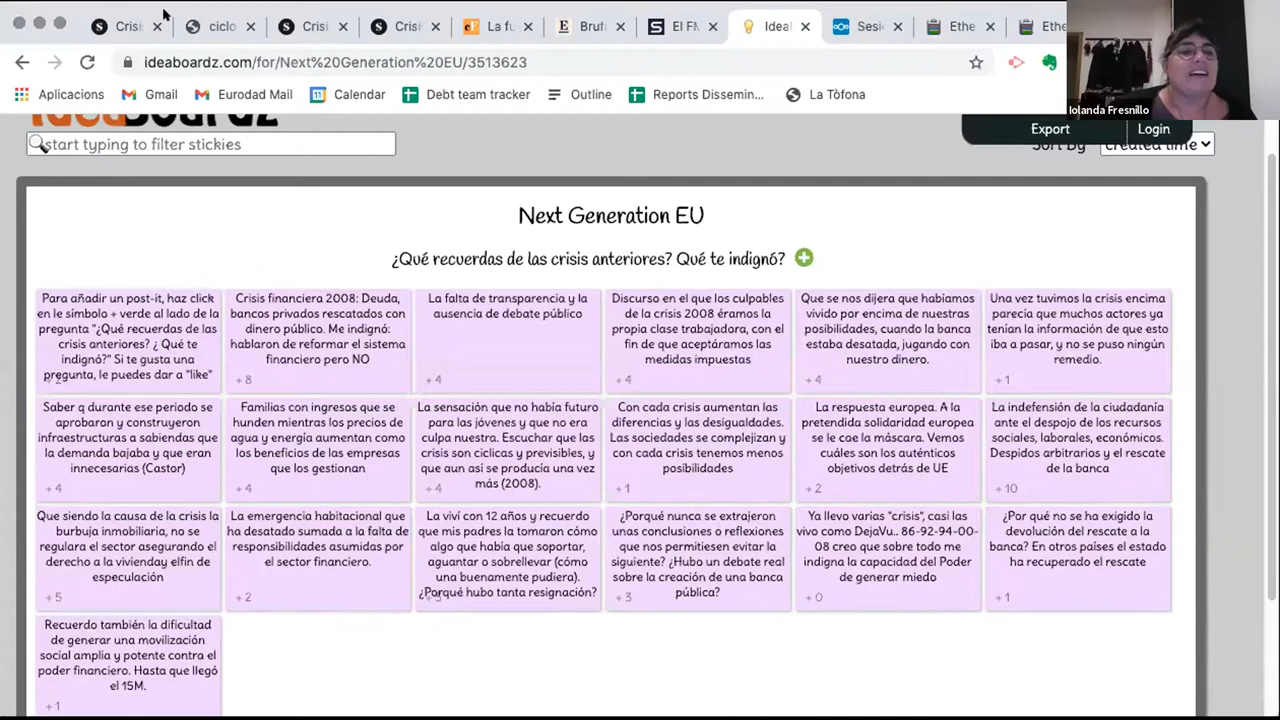 Crisi
ciclo
Crisi
Crisis
La fu
Brufa
El FM
Idea
Sesi
Ethe
Ethe
ideaboardz.com/for/Next%20Generation%20EU/3513623
Aplicaciones
Gmail
Eurodad Mail
Calendar
Debt team tracker
Outline
Reports Dissemin...
La Tòfona
Iolanda Fresnillo
ideaboardz
Export
Login
start typing to filter stickies
Sort By
created time
Next Generation EU
¿Qué recuerdas de las crisis anteriores? Qué te indignó?
Para añadir un post-it, haz click
en le símbolo + verde al lado de la
pregunta "¿Qué recuerdas de las
crisis anteriores? ¿ Qué te
indignó?" Si te gusta una
pregunta, le puedes dar a "like"
Crisis financiera 2008: Deuda,
bancos privados rescatados con
dinero público. Me indignó:
hablaron de reformar el sistema
financiero pero NO
+ 8
La falta de transparencia y la
ausencia de debate público
+ 4
Discurso en el que los culpables
de la crisis 2008 éramos la
propia clase trabajadora, con el
fin de que aceptáramos las
medidas impuestas
+ 4
Que se nos dijera que habíamos
vivido por encima de nuestras
posibilidades, cuando la banca
estaba desatada, jugando con
nuestro dinero.
+ 4
Una vez tuvimos la crisis encima
parecía que muchos actores ya
tenían la información de que esto
iba a pasar, y no se puso ningún
remedio.
+ 1
Saber q durante ese periodo se
aprobaron y construyeron
infraestructuras a sabiendas que
la demanda bajaba y que eran
innecesarias (Castor)
+ 4
Familias con ingresos que se
hunden mientras los precios de
agua y energía aumentan como
los beneficios de las empresas
que los gestionan
+ 4
La sensación que no había futuro
para las jóvenes y que no era
culpa nuestra. Escuchar que las
crisis son cíclicas y previsibles, y
que aun así se producía una vez
más (2008).
+ 4
Con cada crisis aumentan las
diferencias y las desigualdades.
Las sociedades se complejizan y
con cada crisis tenemos menos
posibilidades
+ 1
La respuesta europea. A la
pretendida solidaridad europea
se le cae la máscara. Vemos
cuáles son los auténticos
objetivos detrás de UE
+ 2
La indefensión de la ciudadanía
ante el despojo de los recursos
sociales, laborales, económicos.
Despidos arbitrarios y el rescate
de la banca
+ 10
Que siendo la causa de la crisis la
burbuja inmobiliaria, no se
regulara el sector asegurando el
derecho a la vivienday elfin de
especulación
+ 5
La emergencia habitacional que
ha desatado sumada a la falta de
responsibilidades asumidas por
el sector financiero.
+ 2
La viví con 12 años y recuerdo
que mis padres la tomaron cómo
algo que había que soportar,
aguantar o sobrellevar (cómo
una buenamente pudiera).
¿Porqué hubo tanta resignación?
¿Porqué nunca se extrajeron
unas conclusiones o reflexiones
que nos permitiesen evitar la
siguiente? ¿Hubo un debate real
sobre la creación de una banca
pública?
+ 3
Ya llevo varias "crisis", casi las
vivo como DejaVu.. 86-92-94-00-
08 creo que sobre todo me
indigna la capacidad del Poder
de generar miedo
+ 0
¿Por qué no se ha exigido la
devolución del rescate a la
banca? En otros países el estado
ha recuperado el rescate
+ 1
Recuerdo también la dificultad
de generar una movilización
social amplia y potente contra el
poder financiero. Hasta que llegó
el 15M.
+ 1